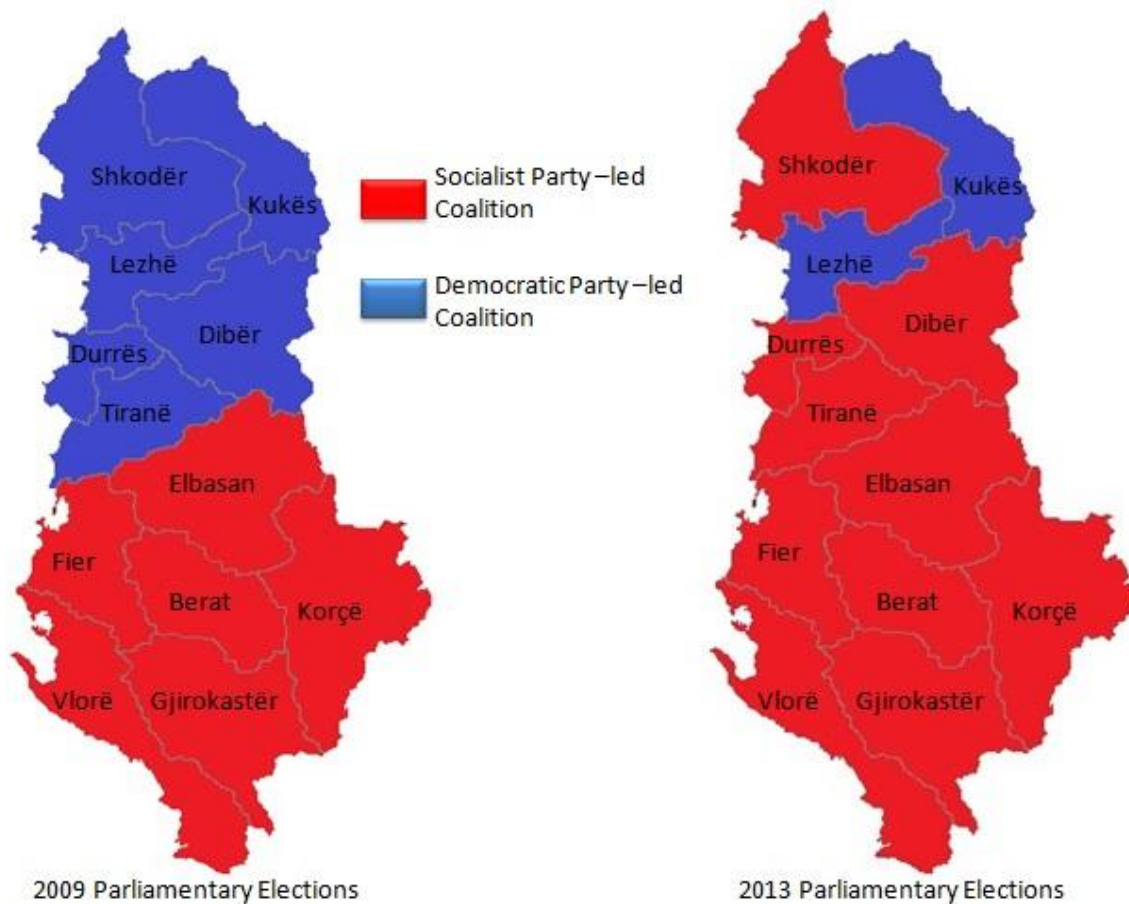 Shkodër
Kukës
Lezhë
Dibër
Durrës
Tiranë
Elbasan
Fier
Berat
Korçë
Vlorë
Gjirokastër
2009 Parliamentary Elections
Socialist Party –led
Coalition
Democratic Party –led
Coalition
Shkodër
Kukës
Lezhë
Dibër
Durrës
Tiranë
Elbasan
Fier
Berat
Korçë
Vlorë
Gjirokastër
2013 Parliamentary Elections